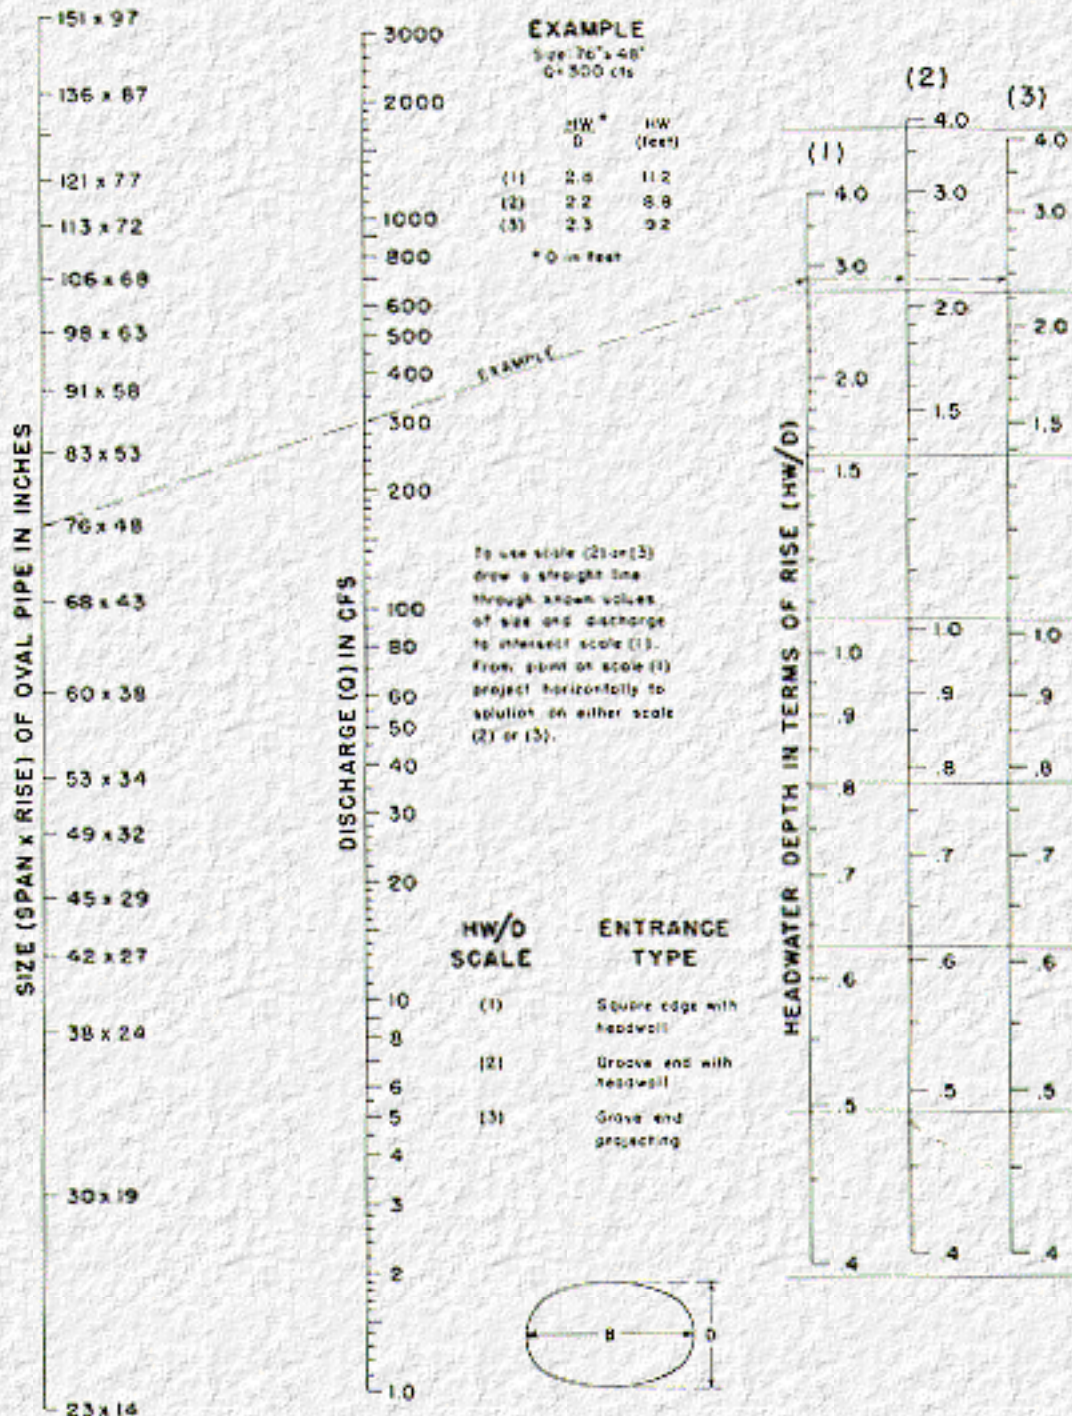 SIZE (SPAN x RISE) OF OVAL PIPE IN INCHES
151 x 97
136 x 87
121 x 77
113 x 72
106 x 68
98 x 63
91 x 58
83 x 53
76 x 48
68 x 43
60 x 38
53 x 34
49 x 32
45 x 29
42 x 27
38 x 24
30 x 19
23 x 14
DISCHARGE (Q) IN CFS
3000
2000
1000
800
600
500
400
300
200
100
80
60
50
40
30
20
10
8
6
5
4
3
2
1.0
EXAMPLE
Size: 76" x 48"
Q = 300 cfs
HW * HW
D (feet)
(1) 2.8 11.2
(2) 2.2 8.8
(3) 2.3 9.2
* D in feet
EXAMPLE
To use scale (2) or (3)
draw a straight line
through known values
of size and discharge
to intersect scale (1).
From point on scale (1)
project horizontally to
solution on either scale
(2) or (3).
HW/D ENTRANCE
SCALE TYPE
(1) Square edge with
headwall
(2) Groove end with
headwall
(3) Grove end
projecting
B
D
HEADWATER DEPTH IN TERMS OF RISE (HW/D)
(1)
4.0
3.0
2.0
1.5
1.0
.9
.8
.7
.6
.5
.4
(2)
4.0
3.0
2.0
1.5
1.0
.9
.8
.7
.6
.5
.4
(3)
4.0
3.0
2.0
1.5
1.0
.9
.8
.7
.6
.5
.4